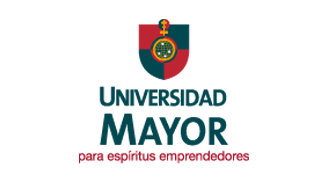 UNIVERSIDAD
MAYOR
para espíritus emprendedores